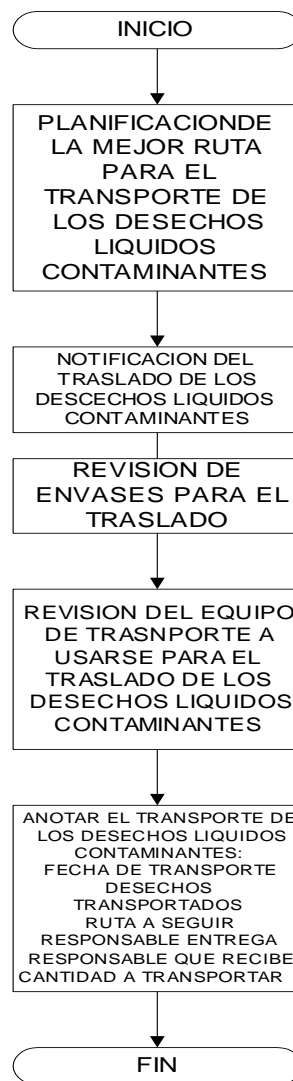 INICIO
PLANIFICACIONDE
LA MEJOR RUTA
PARA EL
TRANSPORTE DE
LOS DESECHOS
LIQUIDOS
CONTAMINANTES
NOTIFICACION DEL
TRASLADO DE LOS
DESCECHOS LIQUIDOS
CONTAMINANTES
REVISION DE
ENVASES PARA EL
TRASLADO
REVISION DEL EQUIPO
DE TRASNPORTE A
USARSE PARA EL
TRASLADO DE LOS
DESECHOS LIQUIDOS
CONTAMINANTES
ANOTAR EL TRANSPORTE DE
LOS DESECHOS LIQUIDOS
CONTAMINANTES:
FECHA DE TRANSPORTE
DESECHOS
TRANSPORTADOS
RUTA A SEGUIR
RESPONSABLE ENTREGA
RESPONSABLE QUE RECIBE
CANTIDAD A TRANSPORTAR
FIN